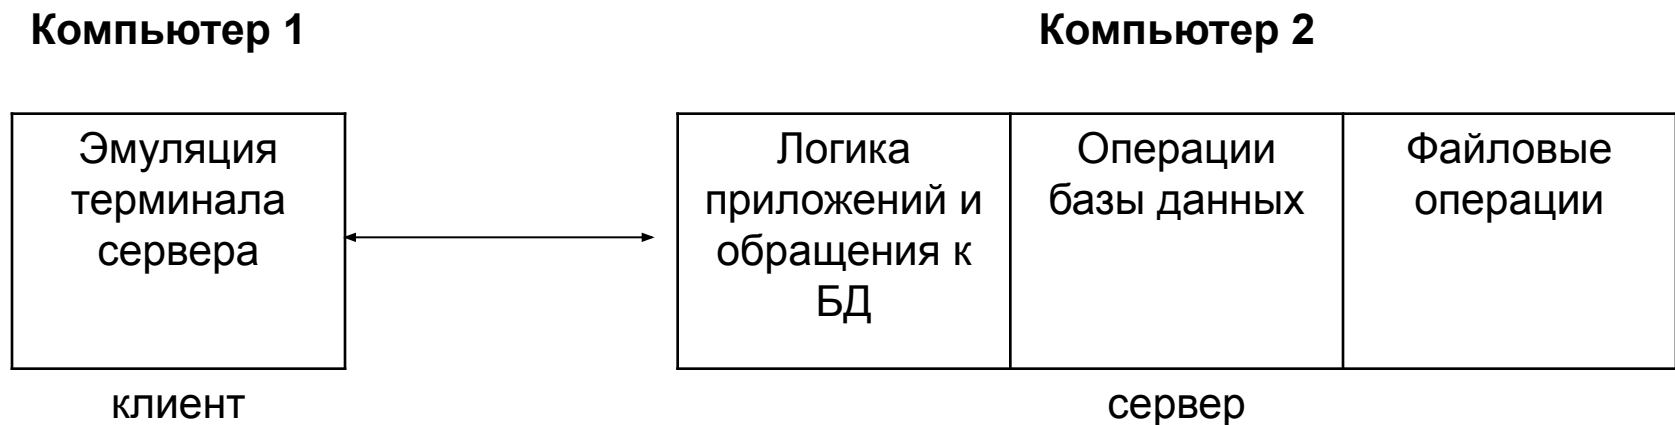 Компьютер 1
Компьютер 2
Эмуляция
терминала
сервера
Логика
приложений и
обращения к
БД
Операции
базы данных
Файловые
операции
клиент
сервер